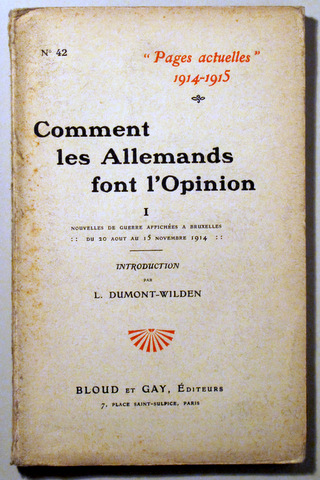 N° 42
"Pages actuelles"
1914-1915
Comment
les Allemands
font l'Opinion
I
NOUVELLES DE GUERRE AFFICHÉES A BRUXELLES
:: DU 20 AOUT AU 15 NOVEMBRE 1914 ::
INTRODUCTION
PAR
L. DUMONT-WILDEN
BLOUD ET GAY, ÉDITEURS
7, PLACE SAINT-SULPICE, PARIS